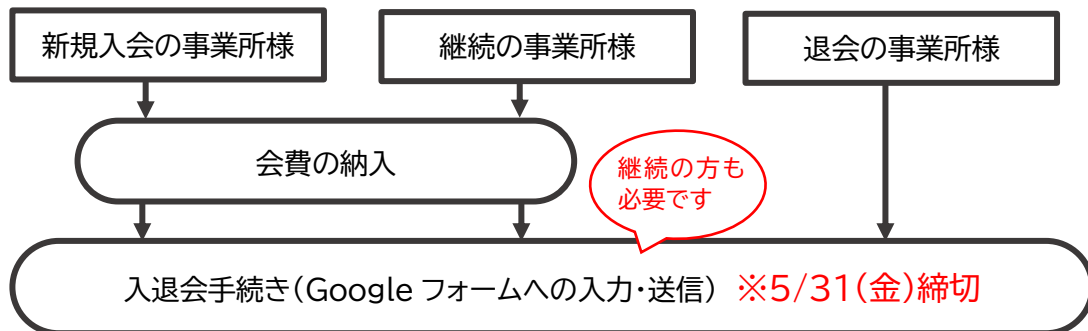 新規入会の事業所様
継続の事業所様
退会の事業所様
会費の納入
継続の方も
必要です
入退会手続き(Google フォームへの入力・送信) ※5/31(金)締切